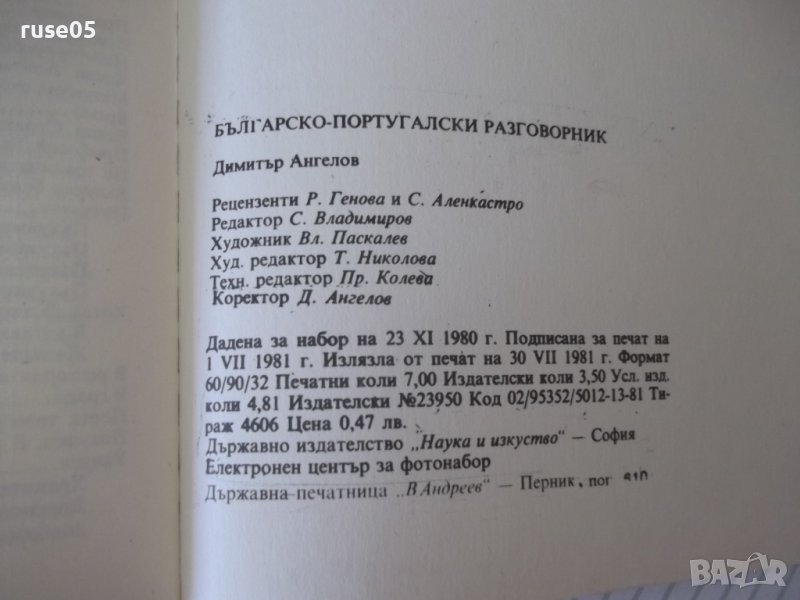 ruse05
БЪЛГАРСКО-ПОРТУГАЛСКИ РАЗГОВОРНИК
Димитър Ангелов
Рецензенти Р. Генова и С. Аленкастро
Редактор С. Владимиров
Художник Вл. Паскалев
Худ. редактор Т. Николова
Техн. редактор Пр. Колева
Коректор Д. Ангелов
Дадена за набор на 23 XI 1980 г. Подписана за печат на
1 VII 1981 г. Излязла от печат на 30 VII 1981 г. Формат
60/90/32 Печатни коли 7,00 Издателски коли 3,50 Усл. изд.
коли 4,81 Издателски №23950 Код 02/95352/5012-13-81 Ти-
раж 4606 Цена 0,47 лв.
Държавно издателство „Наука и изкуство" — София
Електронен център за фотонабор
Държавна печатница „В Андреев" — Перник, пог
BAZAR